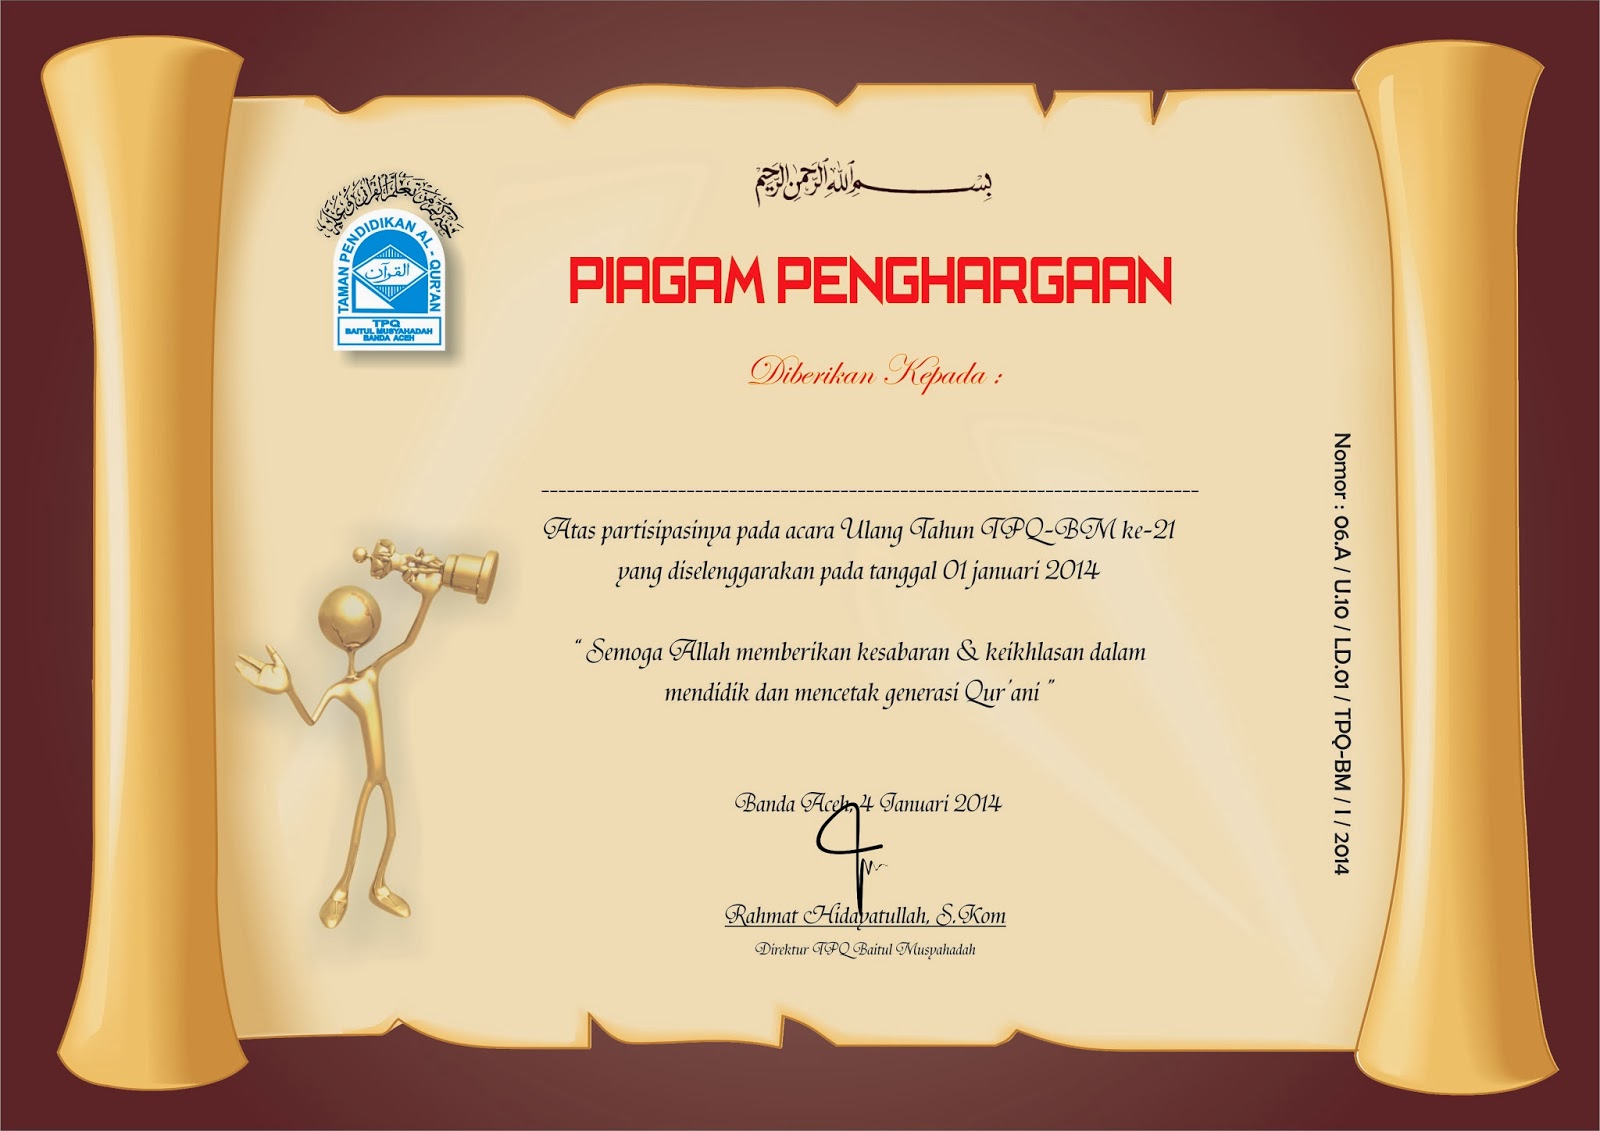 خيركم من تعلم القرآن وعلمه
TAMAN PENDIDIKAN AL-QUR'AN
القرآن
TPQ
BAITUL MUSYAHADAH
BANDA ACEH
بسم الله الرحمن الرحيم
PIAGAM PENGHARGAAN
Diberikan Kepada :
Atas partisipasinya pada acara Ulang Tahun TPQ-BM ke-21
yang diselenggarakan pada tanggal 01 januari 2014
“ Semoga Allah memberikan kesabaran & keikhlasan dalam
mendidik dan mencetak generasi Qur'ani ”
Banda Aceh, 4 Januari 2014
Rahmat Hidayatullah, S.Kom
Direktur TPQ Baitul Musyahadah
Nomor : 06.A / U.10 / LD.01 / TPQ-BM / I / 2014